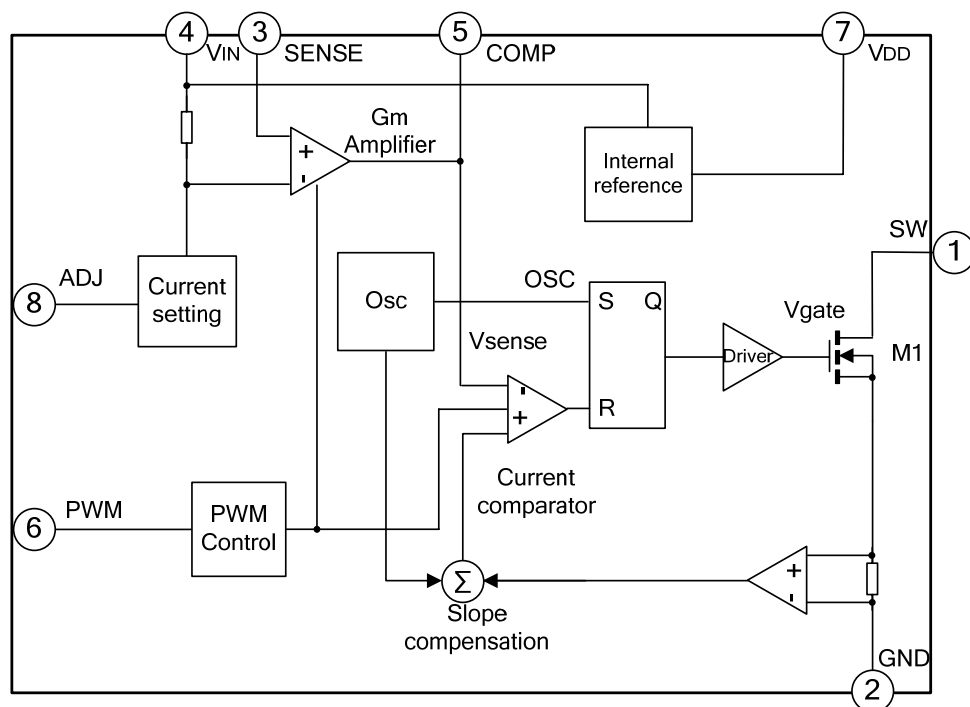 4
3
5
7
VIN
SENSE
COMP
VDD
Gm
Amplifier
+
-
Internal
reference
SW
1
ADJ
8
Current
setting
Osc
OSC
S
Q
R
Vsense
Vgate
Driver
M1
-
+
Current
comparator
PWM
6
PWM
Control
Σ
Slope
compensation
+
-
GND
2